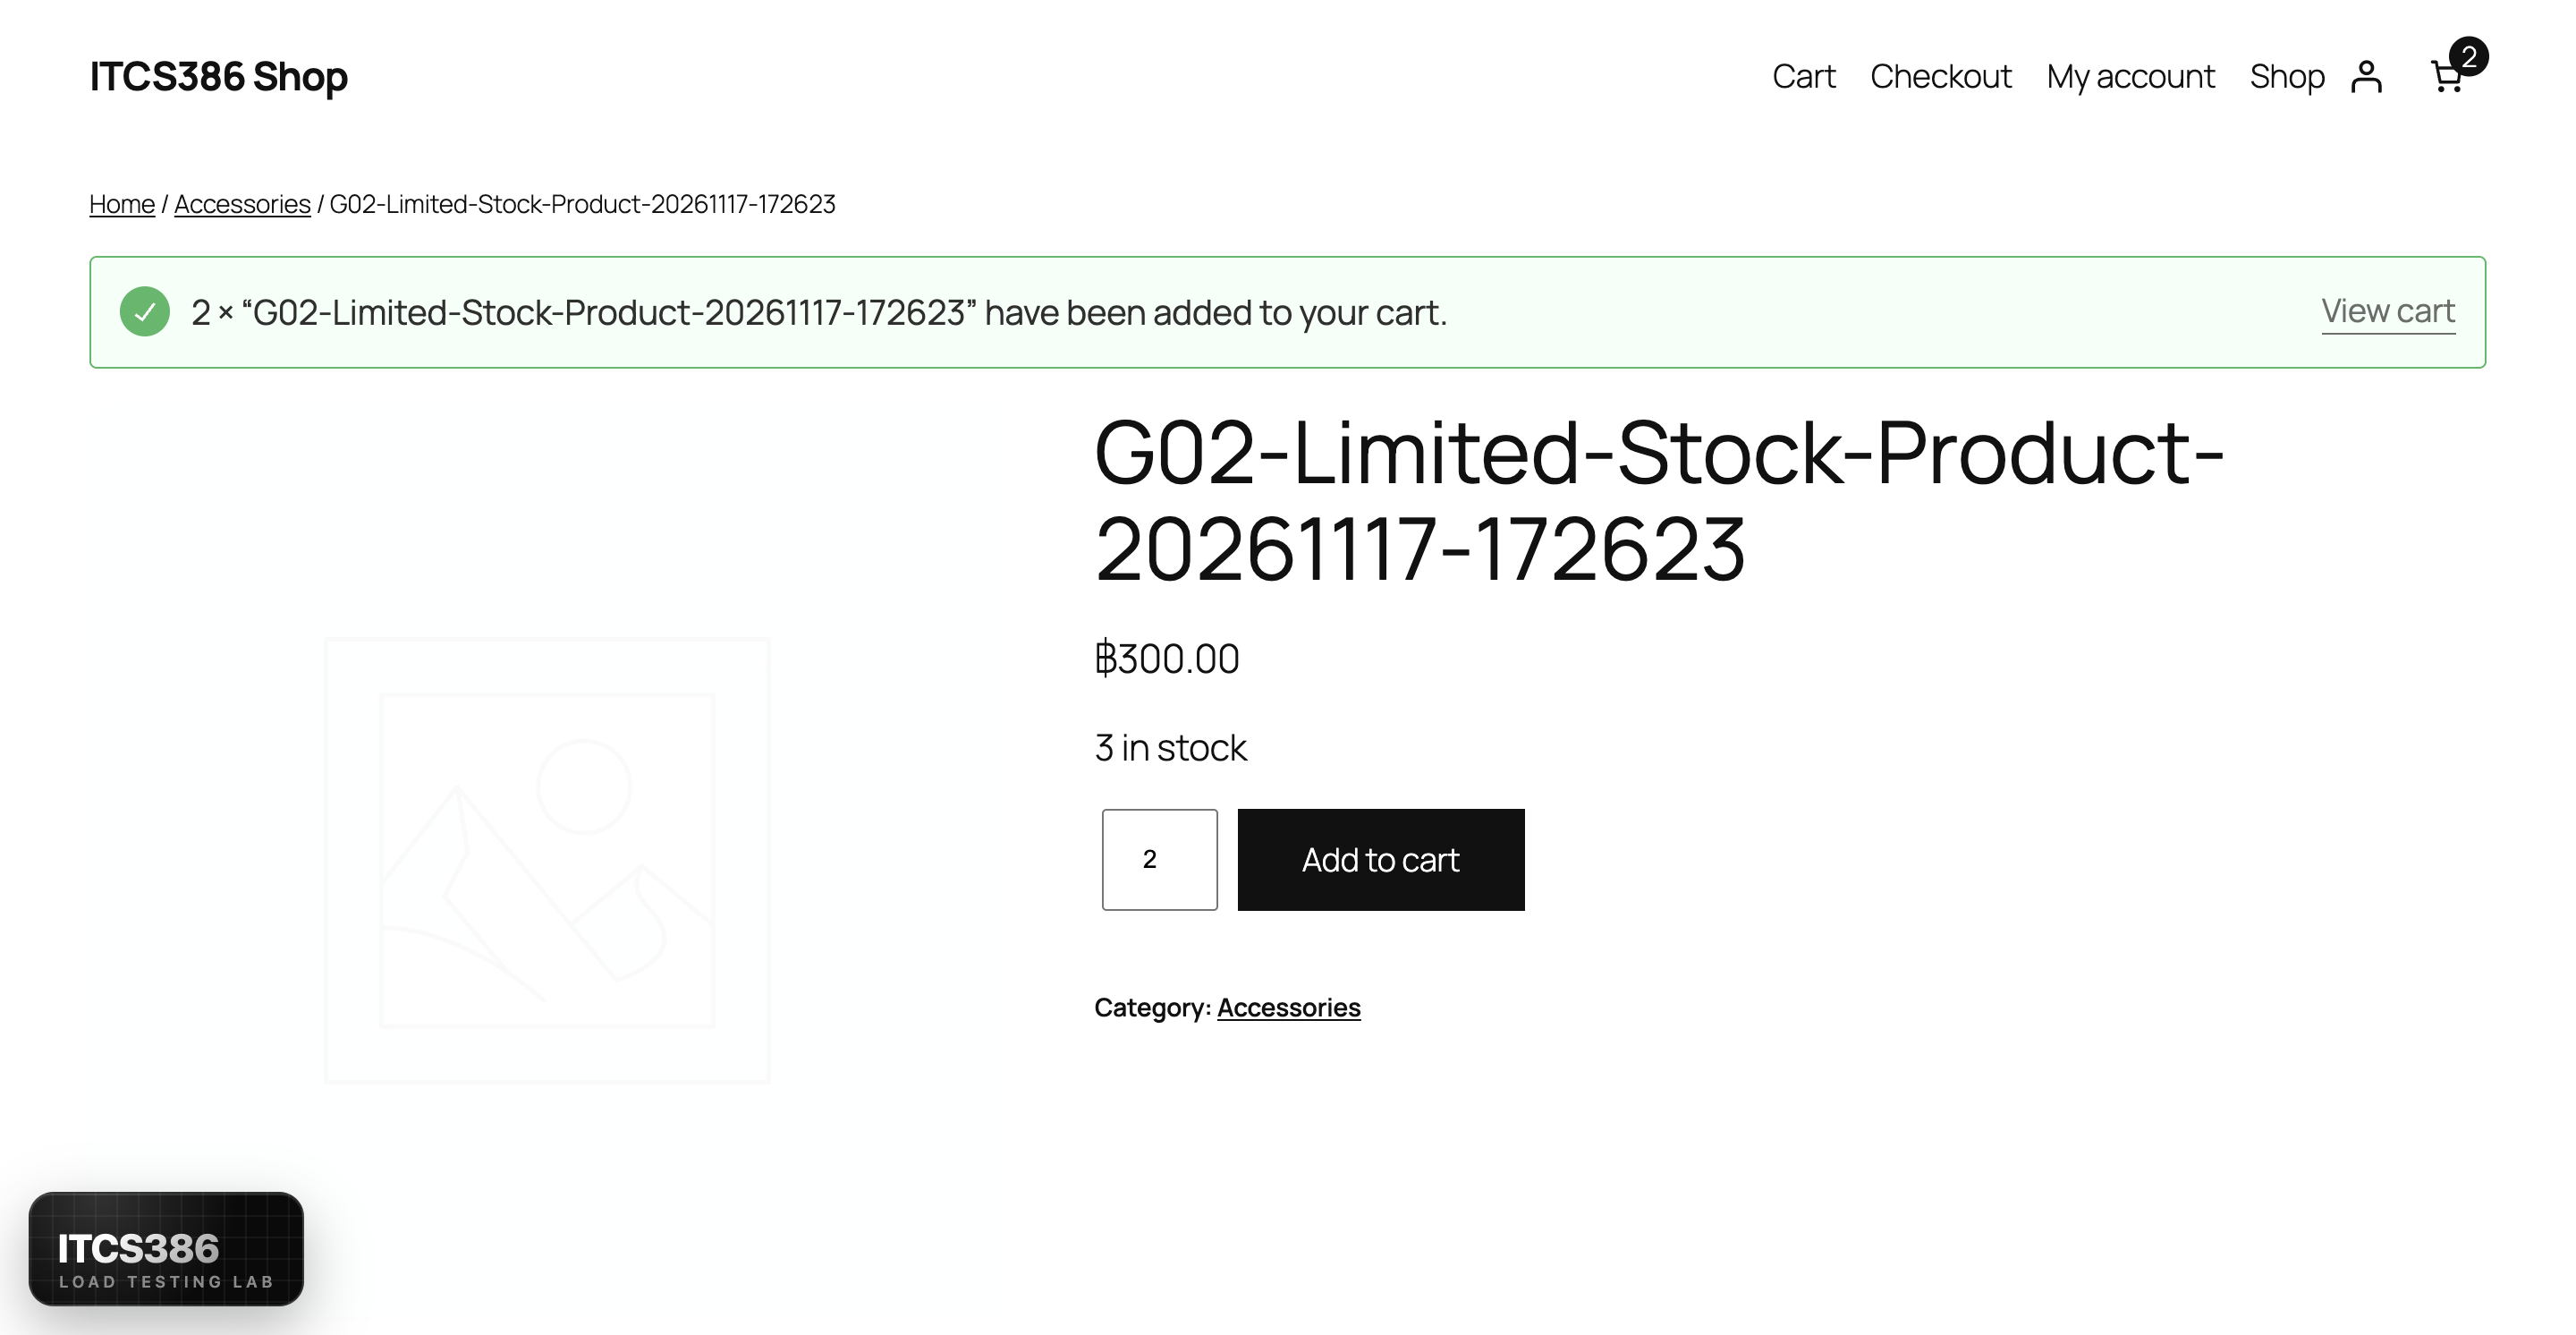 ITCS386 Shop
Cart Checkout My account Shop 2
Home / Accessories / G02-Limited-Stock-Product-20261117-172623
2 × “G02-Limited-Stock-Product-20261117-172623” have been added to your cart. View cart
G02-Limited-Stock-Product-
20261117-172623
฿300.00
3 in stock
2 Add to cart
Category: Accessories
ITCS386
LOAD TESTING LAB